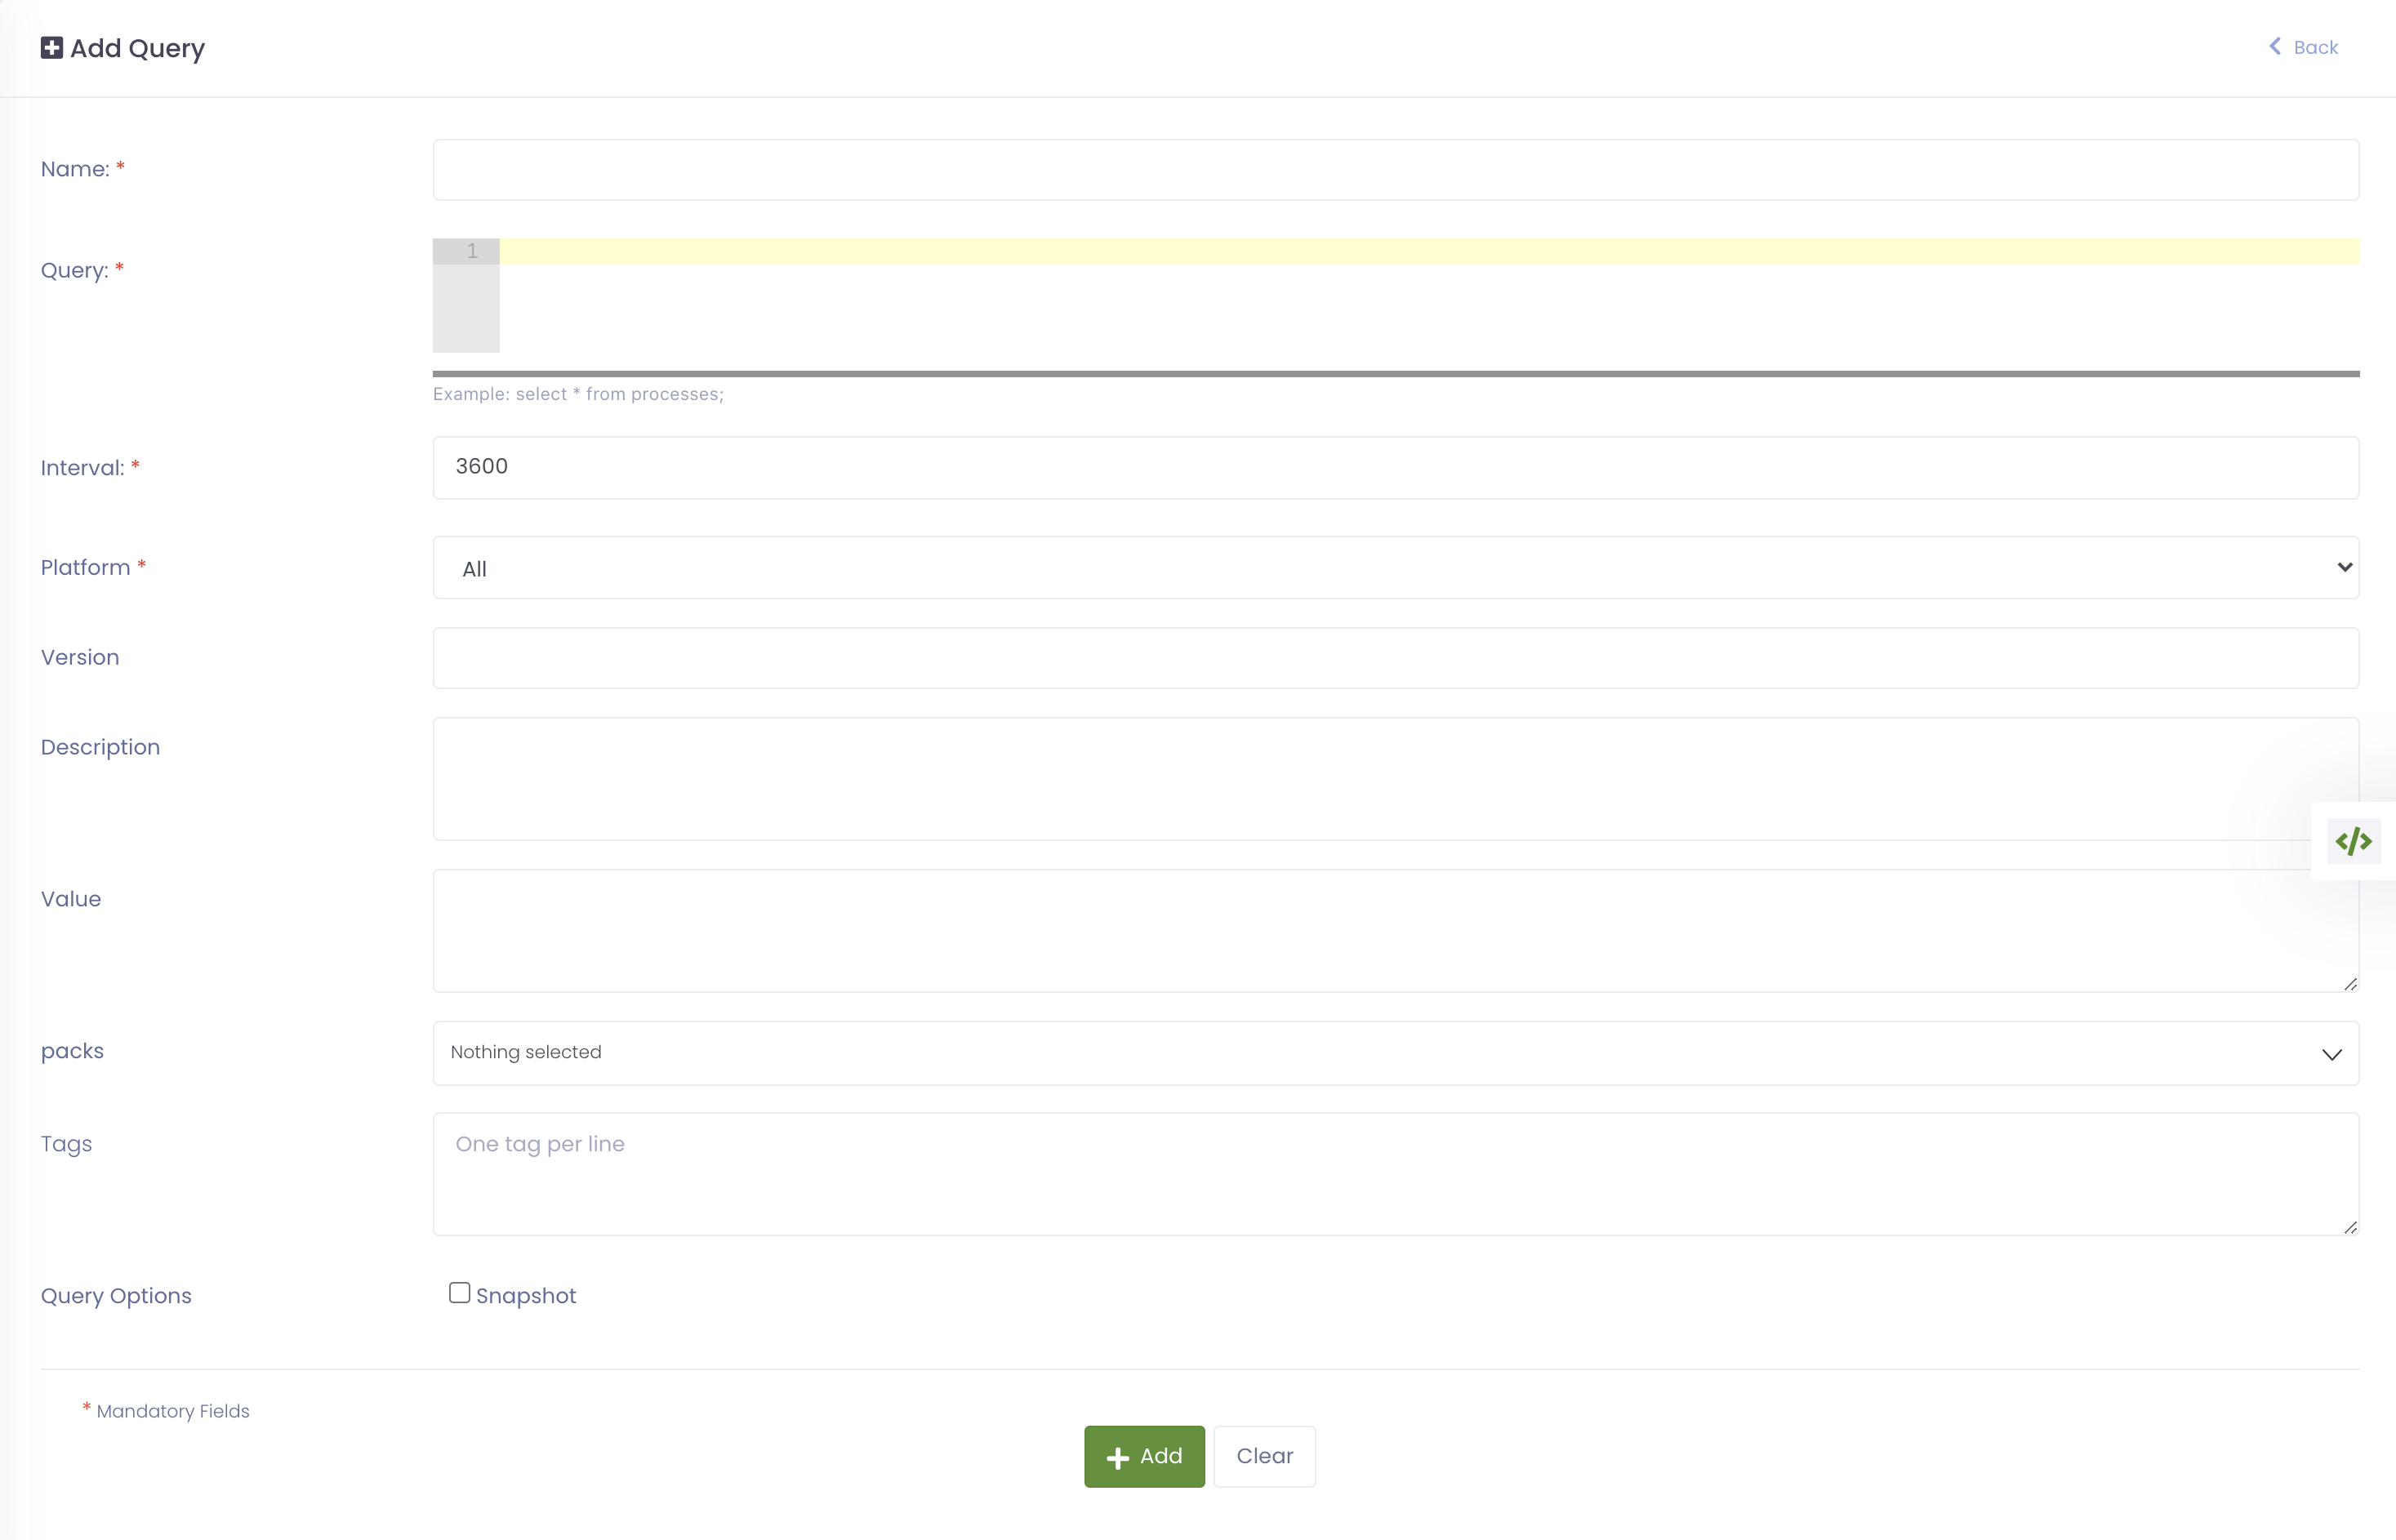 Add Query
Back
Name: *
Query: *
1
Example: select * from processes;
Interval: *
3600
Platform *
All
Version
Description
</>
Value
packs
Nothing selected
Tags
One tag per line
Query Options
Snapshot
* Mandatory Fields
Add
Clear